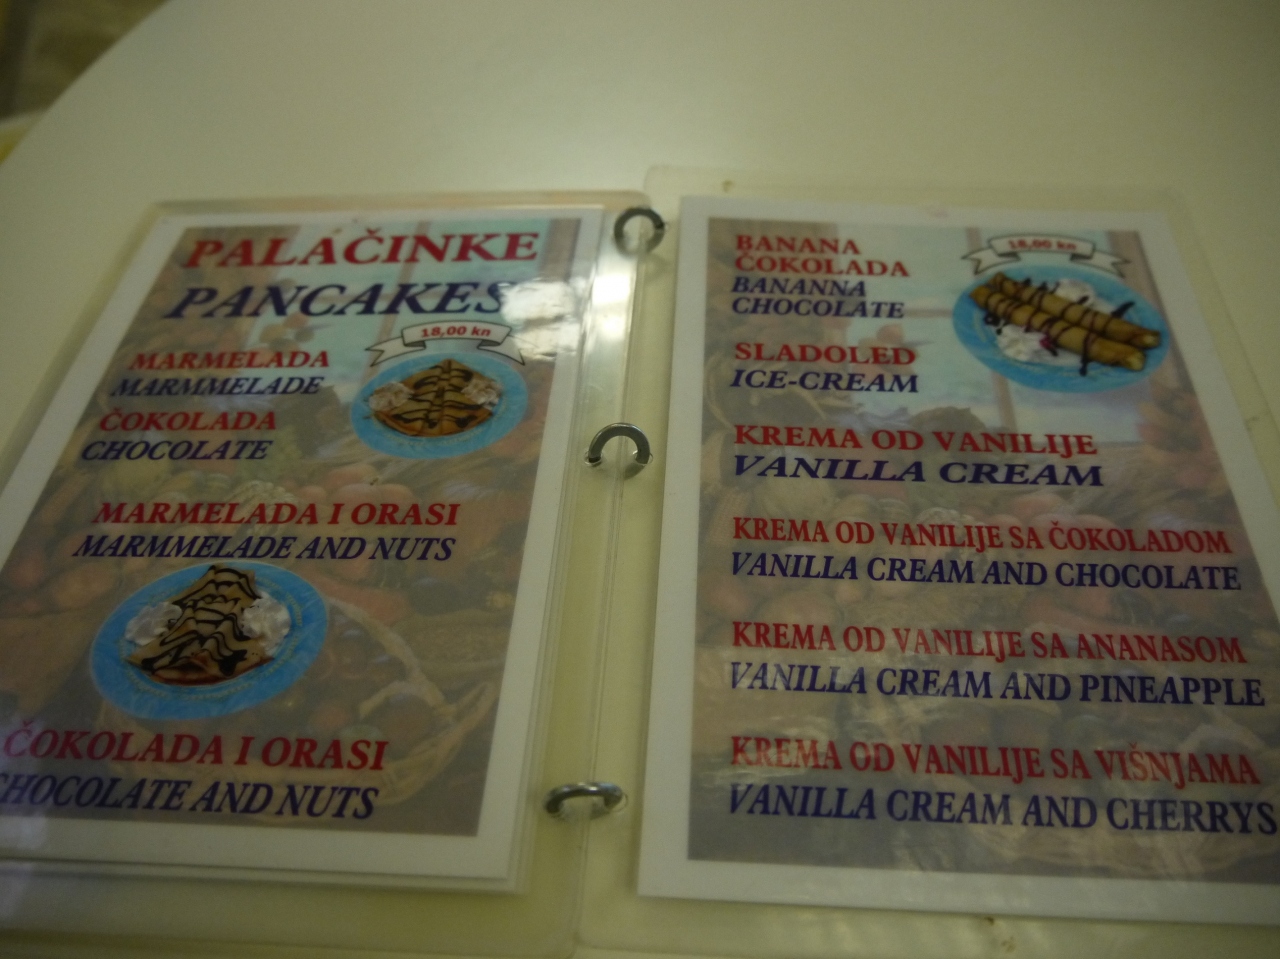 PALAČINKE
PANCAKES
18,00 kn
MARMELADA
MARMMELADE
ČOKOLADA
CHOCOLATE
MARMELADA I ORASI
MARMMELADE AND NUTS
ČOKOLADA I ORASI
CHOCOLATE AND NUTS
BANANA
ČOKOLADA
BANANNA
CHOCOLATE
18,00 kn
SLADOLED
ICE-CREAM
KREMA OD VANILIJE
VANILLA CREAM
KREMA OD VANILIJE SA ČOKOLADOM
VANILLA CREAM AND CHOCOLATE
KREMA OD VANILIJE SA ANANASOM
VANILLA CREAM AND PINEAPPLE
KREMA OD VANILIJE SA VIŠNJAMA
VANILLA CREAM AND CHERRYS